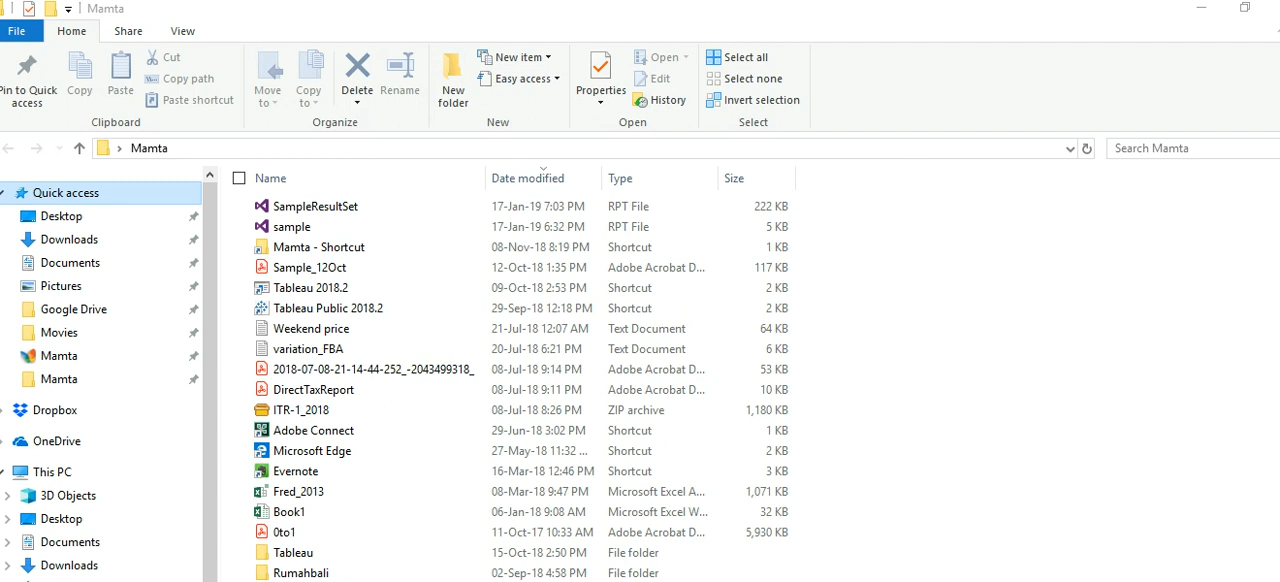 Mamta
File Home Share View
Pin to Quick access
Copy
Paste
Cut
Copy path
Paste shortcut
Clipboard
Move to
Copy to
Delete
Rename
Organize
New folder
New item
Easy access
New
Properties
Open
Edit
History
Open
Select all
Select none
Invert selection
Select
Mamta
Search Mamta
Quick access
Desktop
Downloads
Documents
Pictures
Google Drive
Movies
Mamta
Mamta
Dropbox
OneDrive
This PC
3D Objects
Desktop
Documents
Downloads
Name Date modified Type Size
SampleResultSet 17-Jan-19 7:03 PM RPT File 222 KB
sample 17-Jan-19 6:32 PM RPT File 5 KB
Mamta - Shortcut 08-Nov-18 8:19 PM Shortcut 1 KB
Sample_12Oct 12-Oct-18 1:35 PM Adobe Acrobat D... 117 KB
Tableau 2018.2 09-Oct-18 2:53 PM Shortcut 2 KB
Tableau Public 2018.2 29-Sep-18 12:18 PM Shortcut 2 KB
Weekend price 21-Jul-18 12:07 AM Text Document 64 KB
variation_FBA 20-Jul-18 6:21 PM Text Document 6 KB
2018-07-08-21-14-44-252_-2043499318_ 08-Jul-18 9:14 PM Adobe Acrobat D... 53 KB
DirectTaxReport 08-Jul-18 9:11 PM Adobe Acrobat D... 10 KB
ITR-1_2018 08-Jul-18 8:26 PM ZIP archive 1,180 KB
Adobe Connect 29-Jun-18 3:02 PM Shortcut 1 KB
Microsoft Edge 27-May-18 11:32 ... Shortcut 2 KB
Evernote 16-Mar-18 12:46 PM Shortcut 3 KB
Fred_2013 08-Mar-18 9:47 PM Microsoft Excel A... 1,071 KB
Book1 06-Jan-18 9:08 AM Microsoft Excel W... 32 KB
0to1 11-Oct-17 10:33 AM Adobe Acrobat D... 5,930 KB
Tableau 15-Oct-18 2:50 PM File folder
Rumahbali 02-Sep-18 4:58 PM File folder